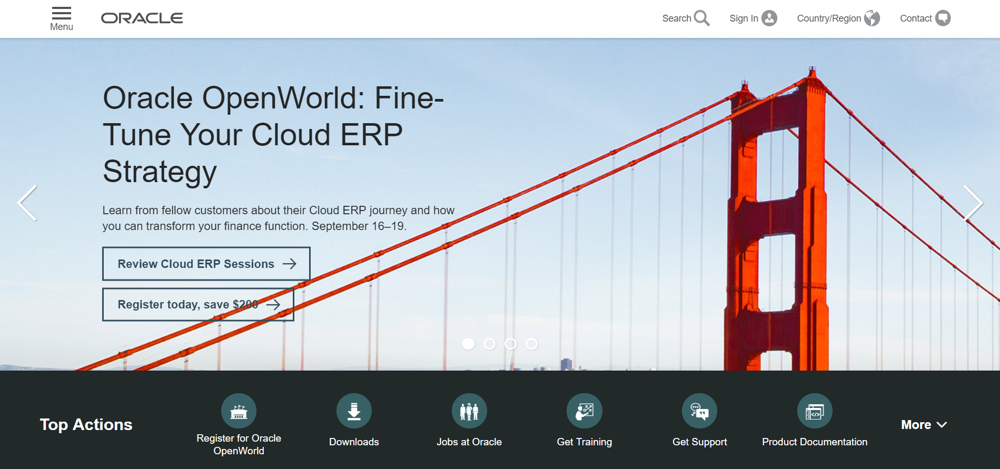 Menu
ORACLE
Search
Sign In
Country/Region
Contact
Oracle OpenWorld: Fine-
Tune Your Cloud ERP
Strategy
Learn from fellow customers about their Cloud ERP journey and how
you can transform your finance function. September 16–19.
Review Cloud ERP Sessions
Register today, save $200
Top Actions
Register for Oracle
OpenWorld
Downloads
Jobs at Oracle
Get Training
Get Support
Product Documentation
More